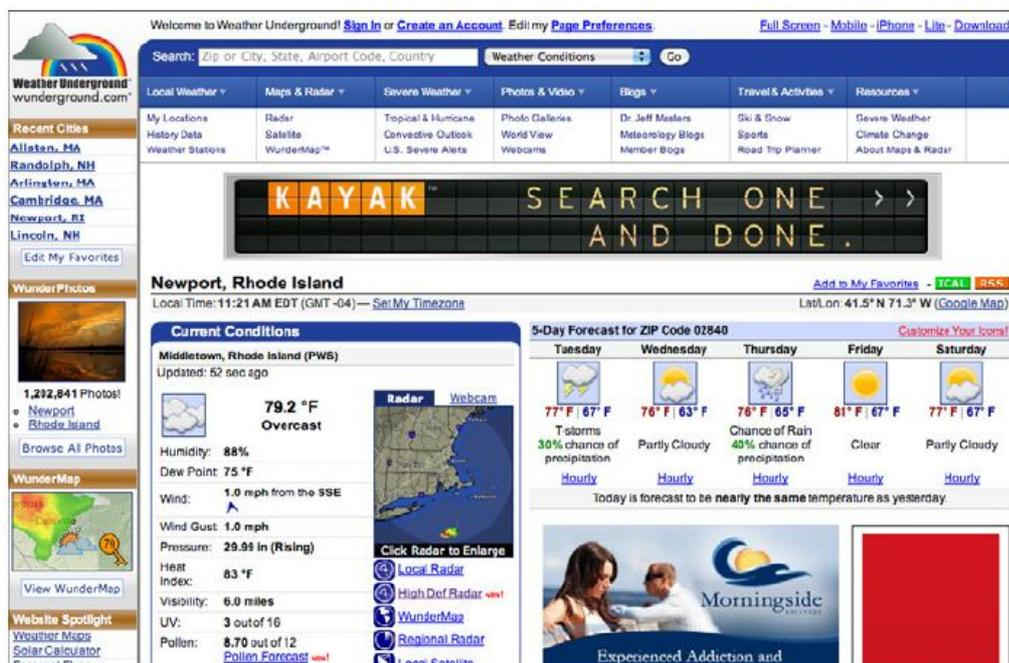 Welcome to Weather Underground! Sign In or Create an Account. Edit my Page Preferences.
Full Screen - Mobile - iPhone - Lite - Download
Weather Underground
wunderground.com
Search: Zip or City, State, Airport Code, Country
Weather Conditions
Go
Local Weather
Maps & Radar
Severe Weather
Photos & Video
Blogs
Travel & Activities
Resources
My Locations
Radar
Tropical & Hurricane
Photo Galleries
Dr. Jeff Masters
Ski & Snow
Severe Weather
History Data
Satellite
Convective Outlook
World View
Meteorology Blogs
Sports
Climate Change
Weather Stations
WunderMap™
U.S. Severe Alerts
Webcams
Member Blogs
Road Trip Planner
About Maps & Radar
Recent Cities
Allston, MA
Randolph, NH
Arlington, MA
Cambridge, MA
Newport, RI
Lincoln, NH
Edit My Favorites
WunderPhotos
1,202,841 Photos!
Newport
Rhode Island
Browse All Photos
WunderMap
79
View WunderMap
Website Spotlight
Weather Maps
Solar Calculator
KAYAK™ SEARCH ONE >>
AND DONE.
Newport, Rhode Island
Add to My Favorites - ICAL RSS
Local Time: 11:21 AM EDT (GMT -04) — Set My Timezone
Lat/Lon: 41.5° N 71.3° W (Google Map)
Current Conditions
Middletown, Rhode Island (PWS)
Updated: 52 sec ago
79.2 °F
Overcast
Humidity: 88%
Dew Point: 75 °F
Wind: 1.0 mph from the SSE
Wind Gust: 1.0 mph
Pressure: 29.99 in (Rising)
Heat Index: 83 °F
Visibility: 6.0 miles
UV: 3 out of 16
Pollen: 8.70 out of 12
Pollen Forecast new!
Radar
Webcam
Click Radar to Enlarge
Local Radar
High Def Radar new!
WunderMap
Regional Radar
Local Satellite
5-Day Forecast for ZIP Code 02840
Customize Your Icons!
Tuesday
Wednesday
Thursday
Friday
Saturday
77° F | 67° F
76° F | 63° F
76° F | 65° F
81° F | 67° F
77° F | 67° F
T-storms
30% chance of
precipitation
Partly Cloudy
Chance of Rain
40% chance of
precipitation
Clear
Partly Cloudy
Hourly
Hourly
Hourly
Hourly
Hourly
Today is forecast to be nearly the same temperature as yesterday.
Morningside
RECOVERY
Experienced Addiction and